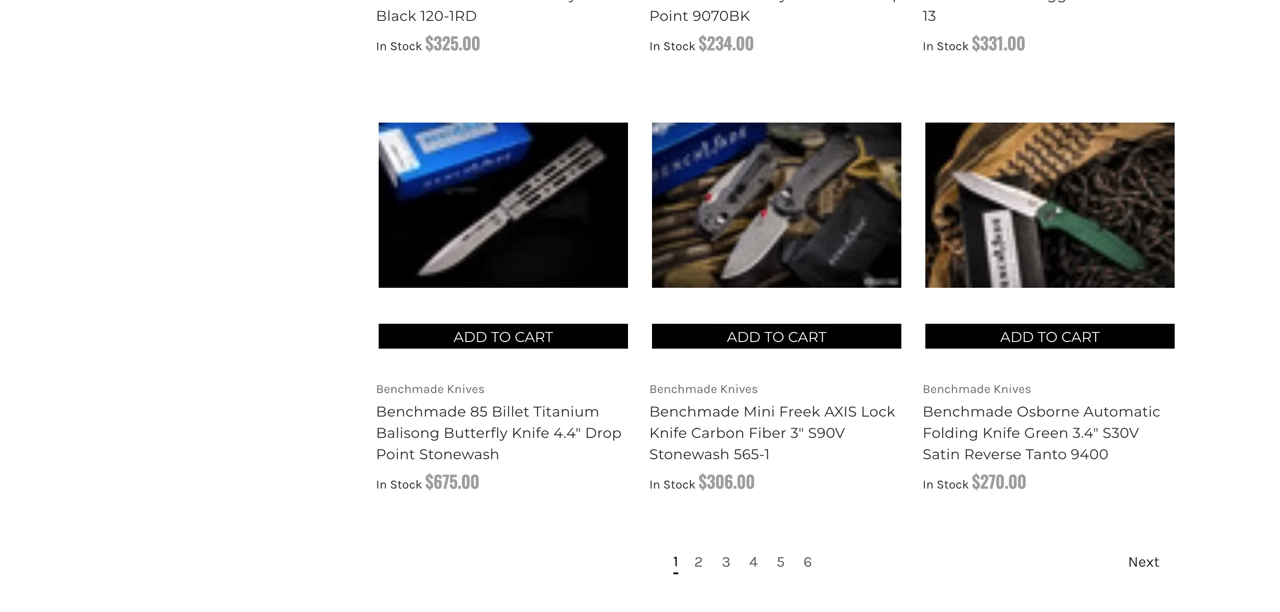 Black 120-1RD
Point 9070BK
13
In Stock $325.00
In Stock $234.00
In Stock $331.00
BENCHMADE
ADD TO CART
ADD TO CART
ADD TO CART
Benchmade Knives
Benchmade 85 Billet Titanium
Balisong Butterfly Knife 4.4" Drop
Point Stonewash
In Stock $675.00
Benchmade Knives
Benchmade Mini Freek AXIS Lock
Knife Carbon Fiber 3" S90V
Stonewash 565-1
In Stock $306.00
Benchmade Knives
Benchmade Osborne Automatic
Folding Knife Green 3.4" S30V
Satin Reverse Tanto 9400
In Stock $270.00
1 2 3 4 5 6
Next